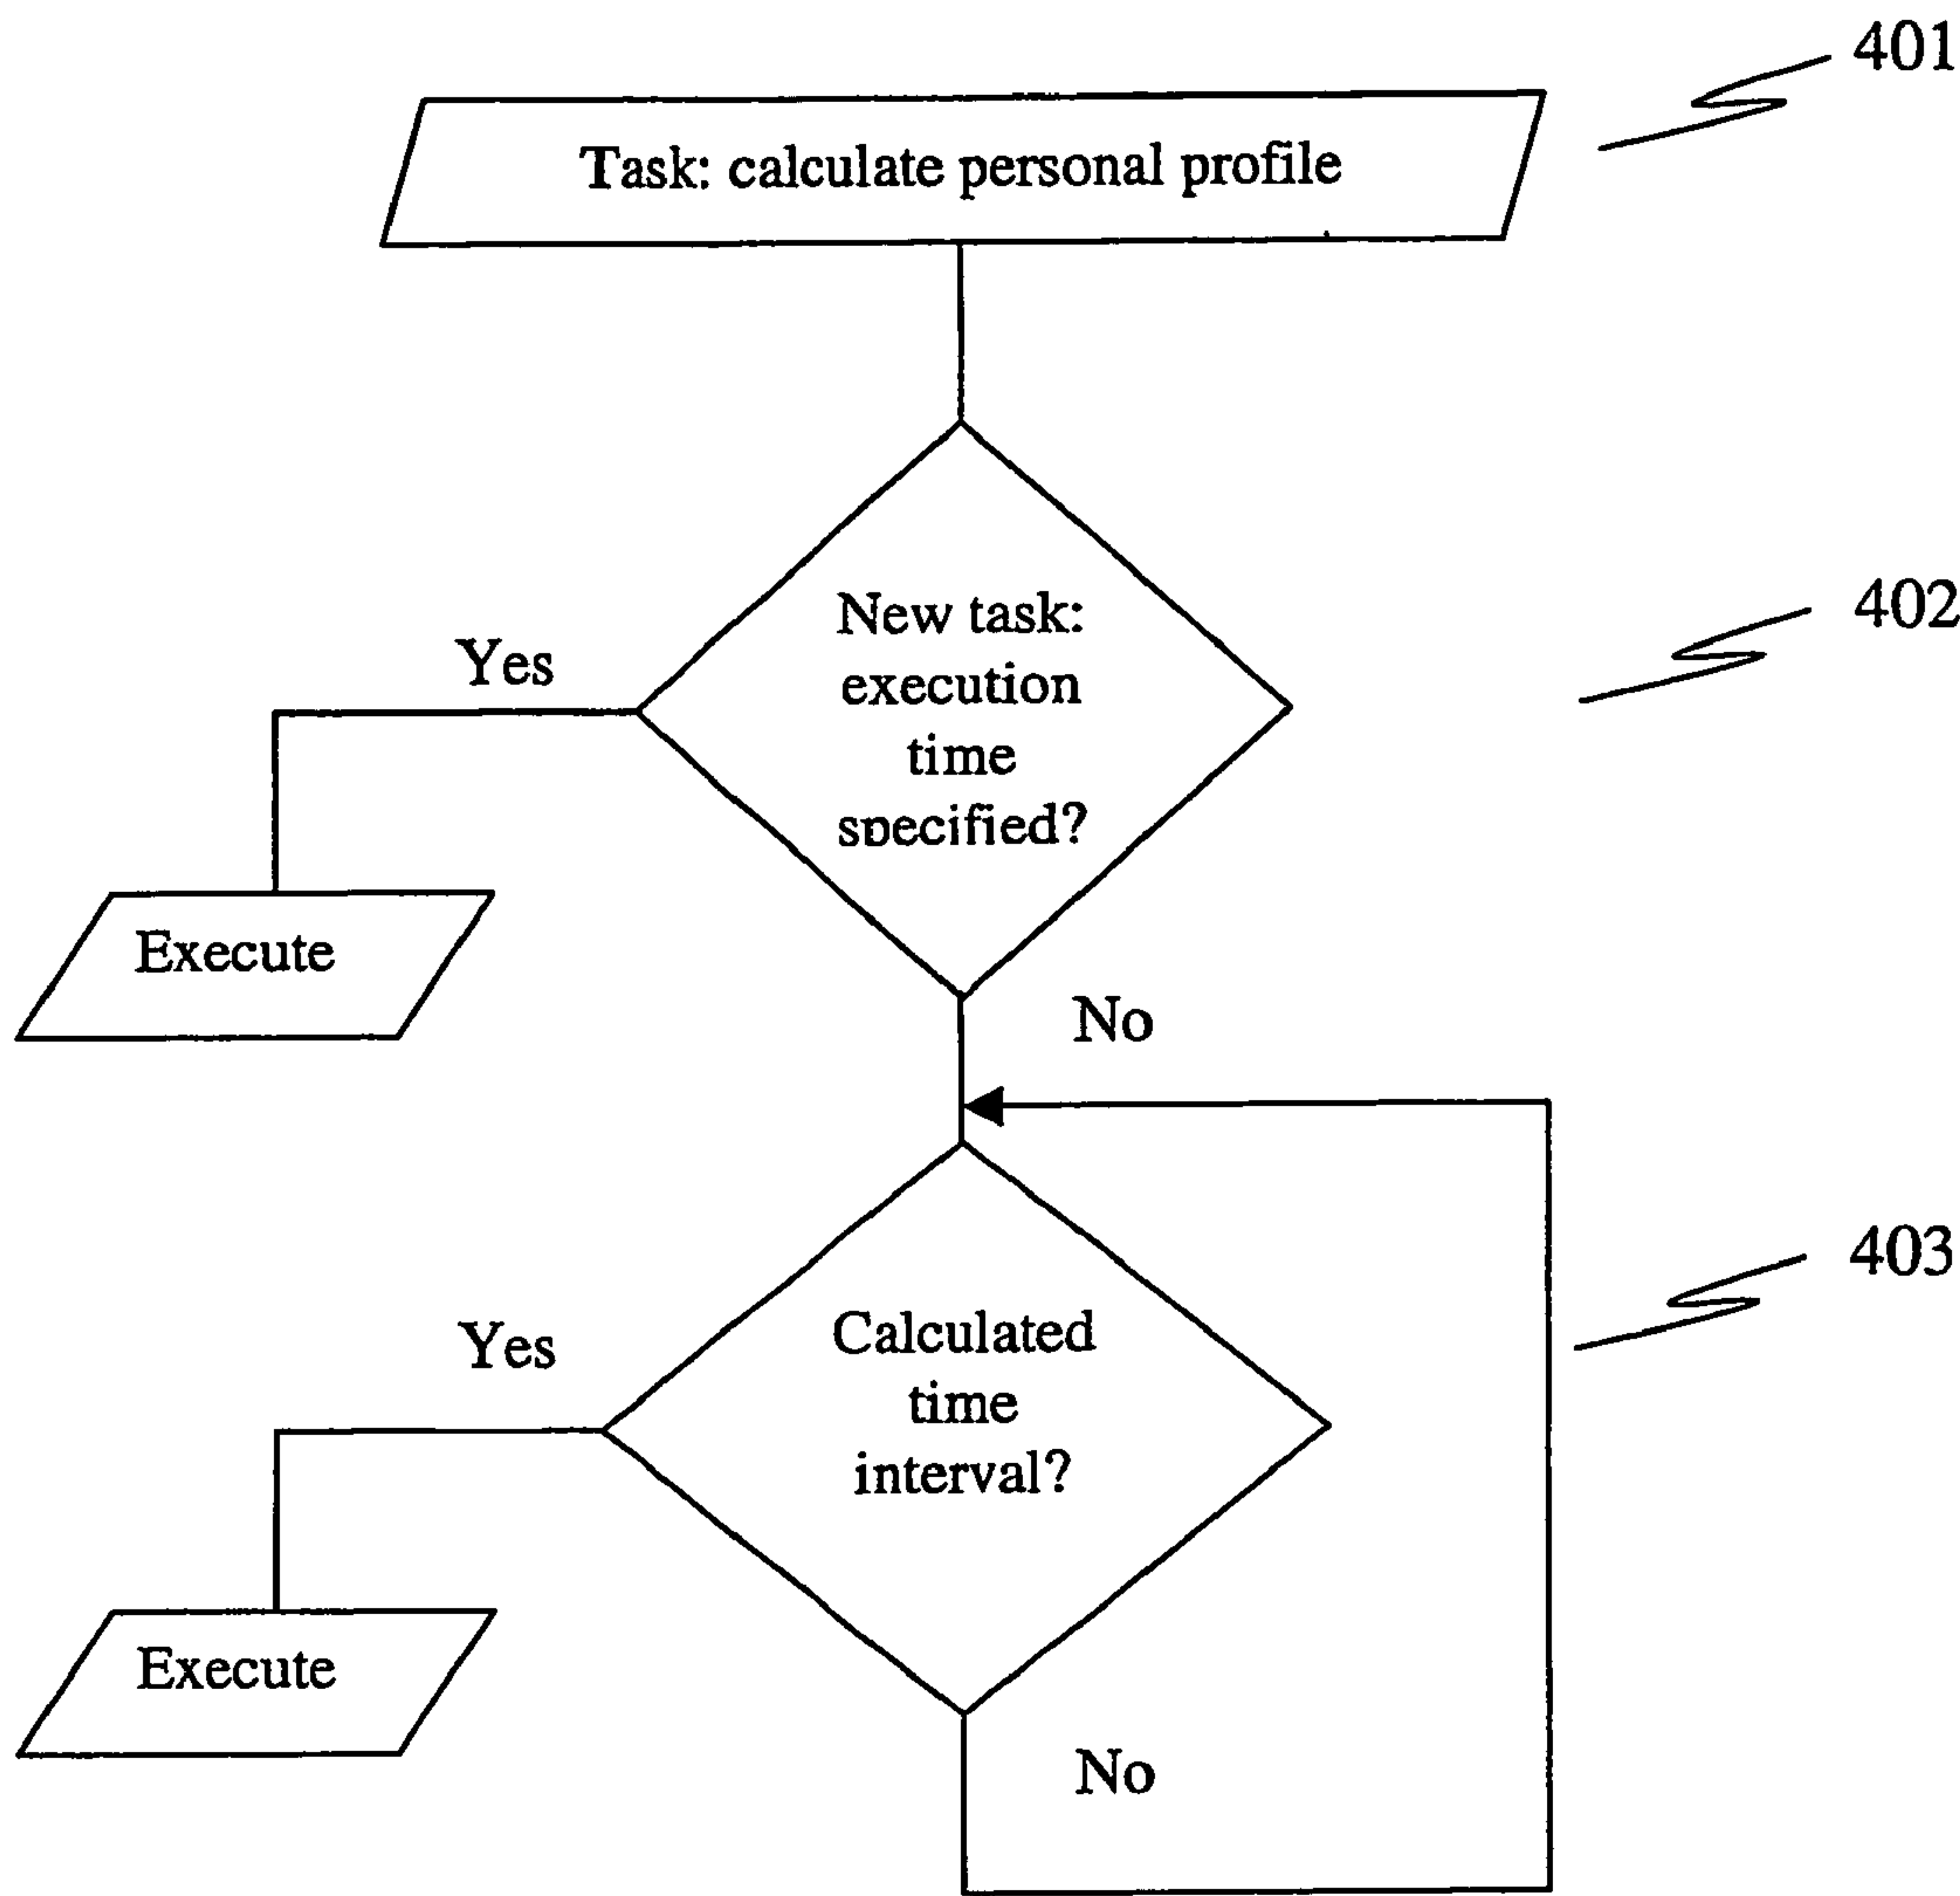 401
Task: calculate personal profile
402
New task:
execution
time
specified?
Yes
Execute
No
403
Calculated
time
interval?
Yes
Execute
No